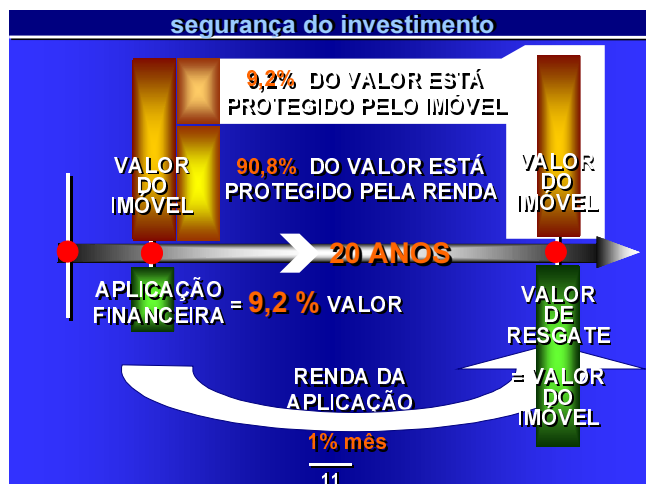 segurança do investimento
9,2% DO VALOR ESTÁ
PROTEGIDO PELO IMÓVEL
VALOR
DO
IMÓVEL
90,8% DO VALOR ESTÁ
PROTEGIDO PELA RENDA
VALOR
DO
IMÓVEL
20 ANOS
APLICAÇÃO
FINANCEIRA = 9,2 % VALOR
VALOR
DE
RESGATE
= VALOR
DO
IMÓVEL
RENDA DA
APLICAÇÃO
1% mês
11